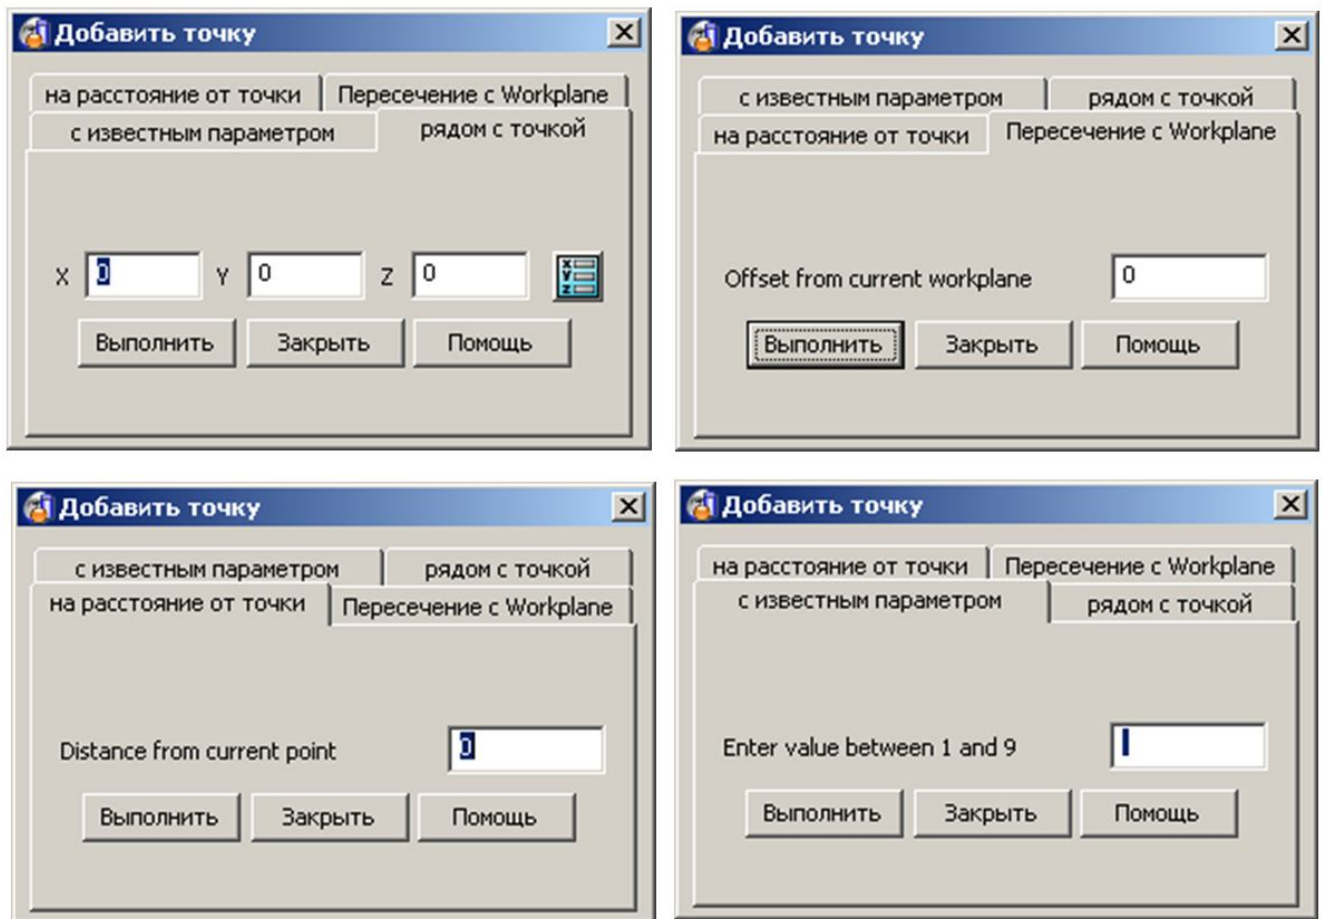 Добавить точку
на расстояние от точки Пересечение с Workplane
с известным параметром рядом с точкой
X 0 Y 0 Z 0
Выполнить Закрыть Помощь
Добавить точку
с известным параметром рядом с точкой
на расстояние от точки Пересечение с Workplane
Offset from current workplane 0
Выполнить Закрыть Помощь
Добавить точку
с известным параметром рядом с точкой
на расстояние от точки Пересечение с Workplane
Distance from current point 0
Выполнить Закрыть Помощь
Добавить точку
на расстояние от точки Пересечение с Workplane
с известным параметром рядом с точкой
Enter value between 1 and 9
Выполнить Закрыть Помощь